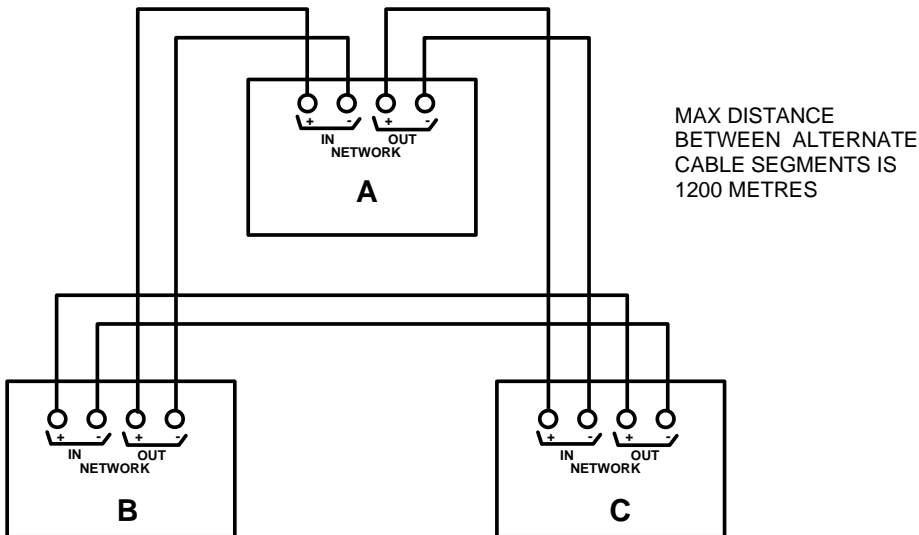 + - + -
IN OUT
NETWORK
A
MAX DISTANCE
BETWEEN ALTERNATE
CABLE SEGMENTS IS
1200 METRES
+ - + -
IN OUT
NETWORK
B
+ - + -
IN OUT
NETWORK
C